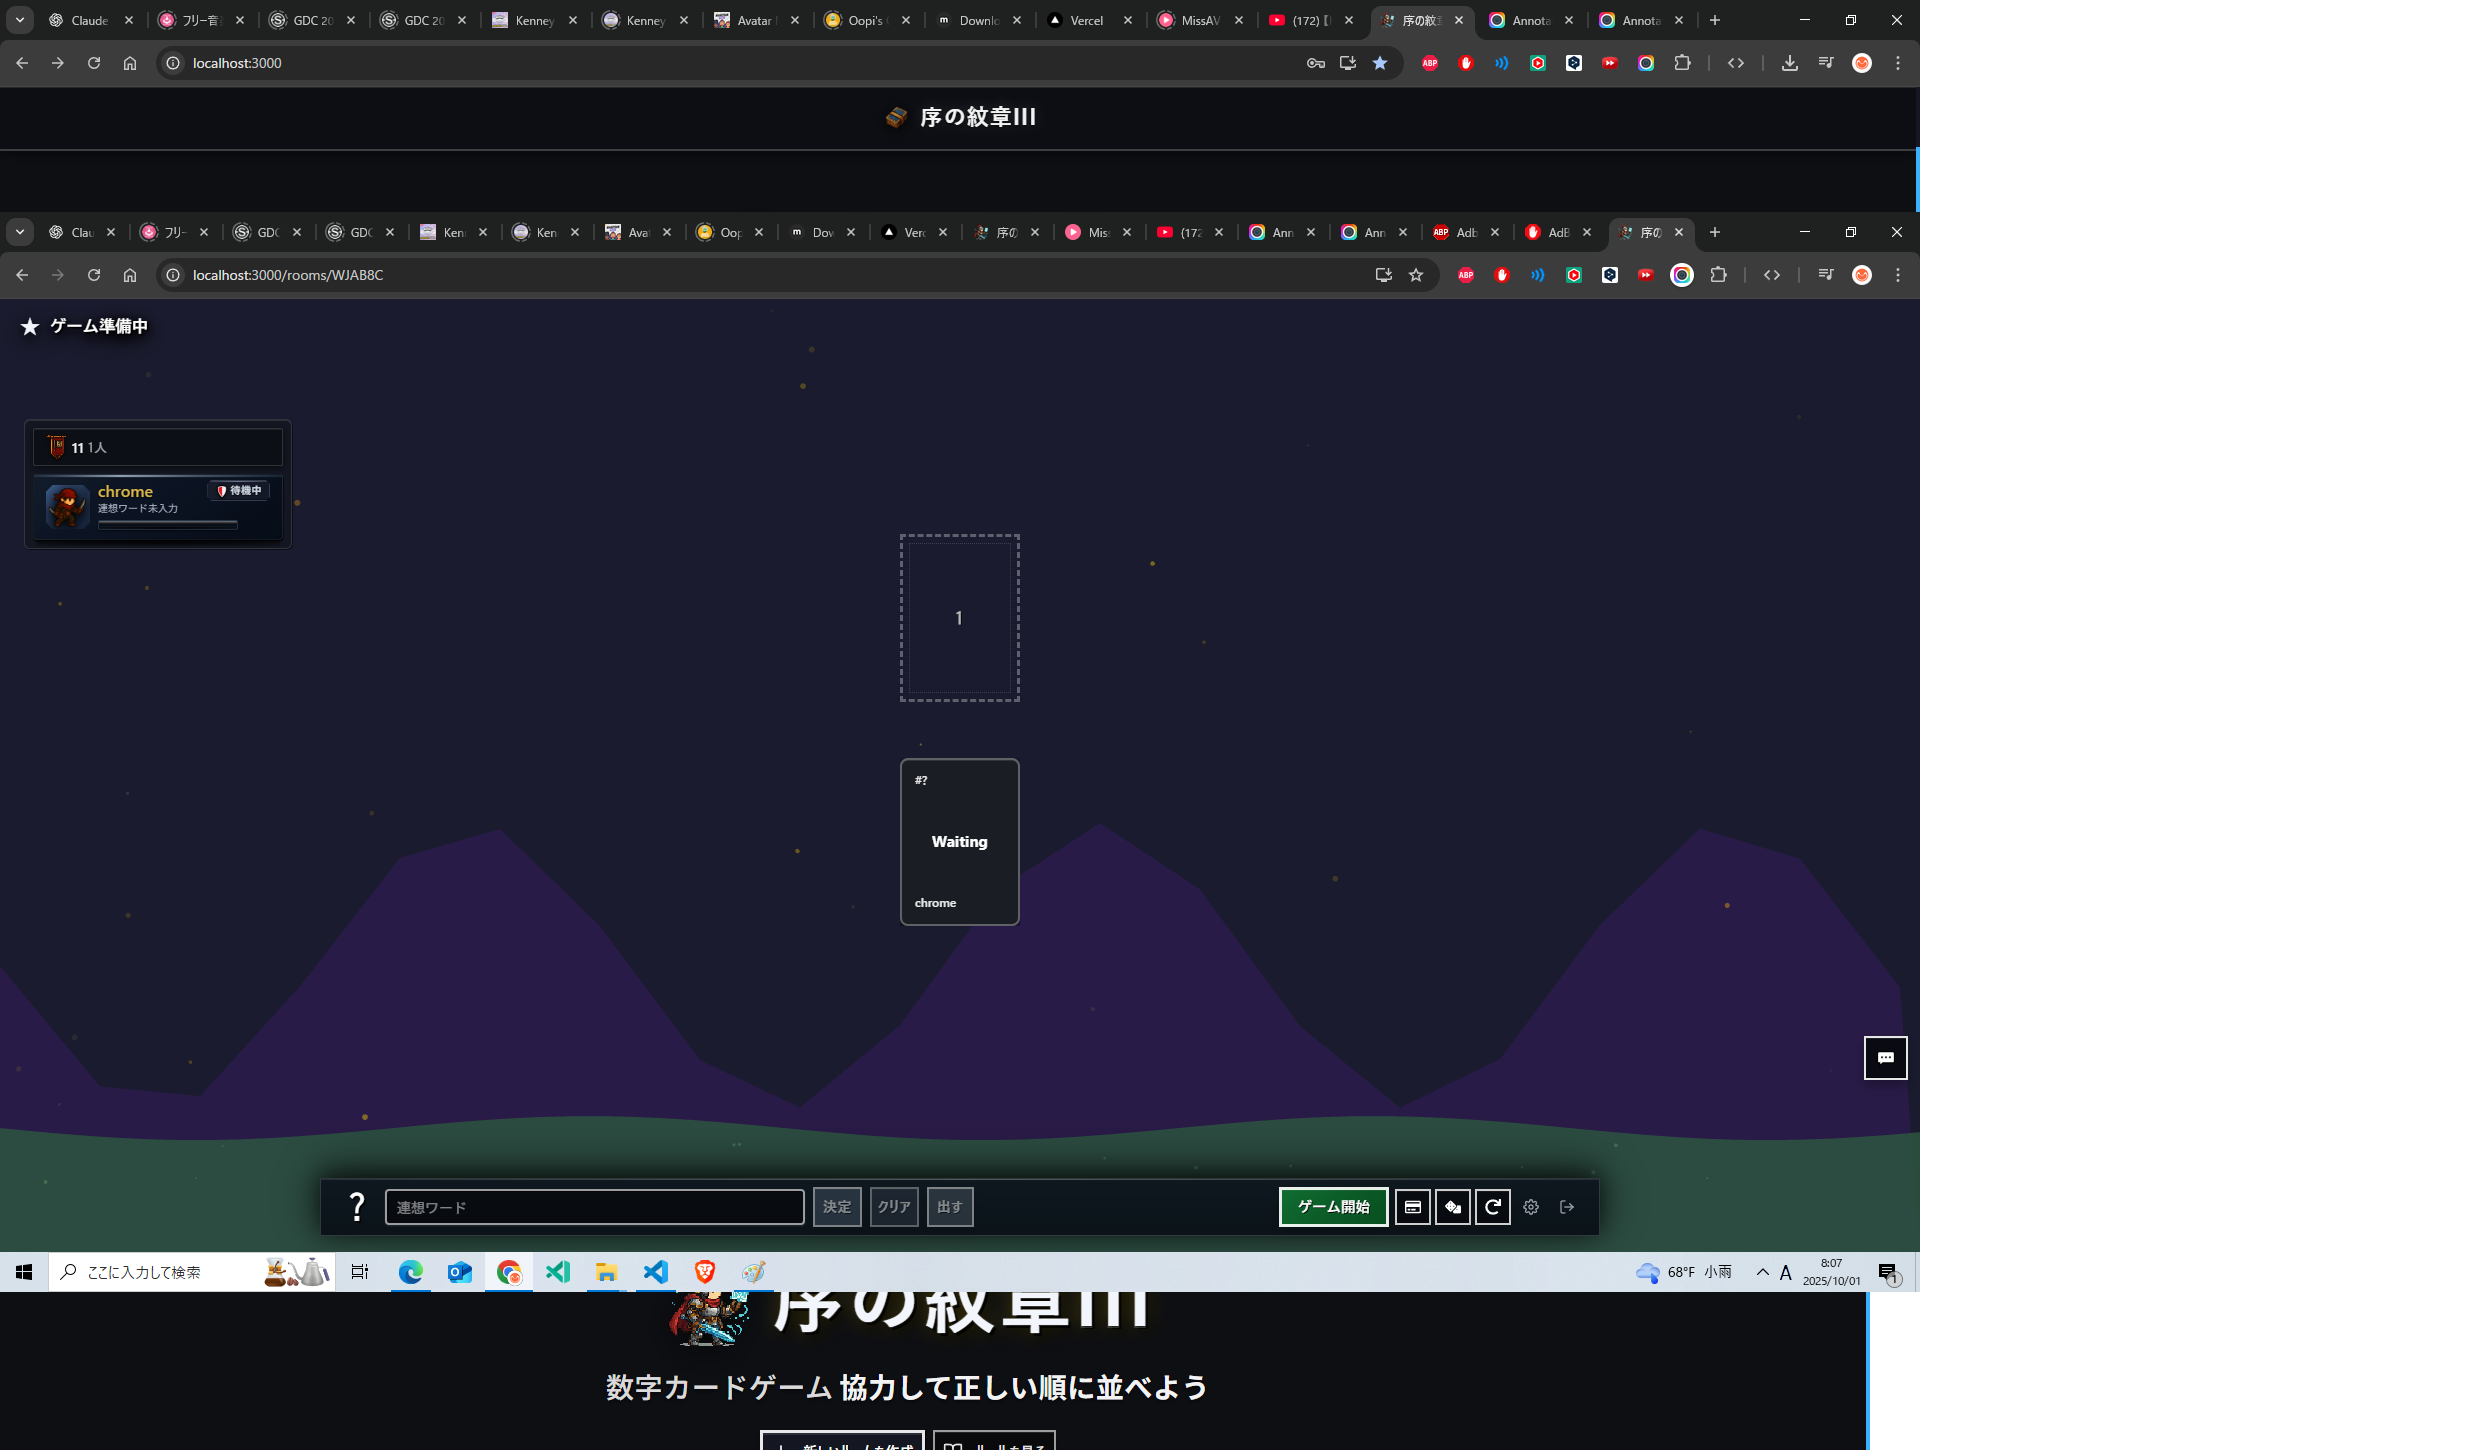 Claude フリー音 GDC 20 GDC 20 Kenney Kenney Avatar Oopi's Downlo Vercel MissAV (172) 序の紋章 Annota Annota
localhost:3000
序の紋章III
Clau フリー GDC GDC Ken Ken Ava Oop Dov Verc 序の Mis (172 Ann Ann Adb AdB 序の
localhost:3000/rooms/WJAB8C
★ ゲーム準備中
11 1人
chrome 待機中
連想ワード未入力
1
#?
Waiting
chrome
? 連想ワード 決定 クリア 出す ゲーム開始
ここに入力して検索 68°F 小雨 A 8:07
2025/10/01 1
序の紋章III
数字カードゲーム 協力して正しい順に並べよう